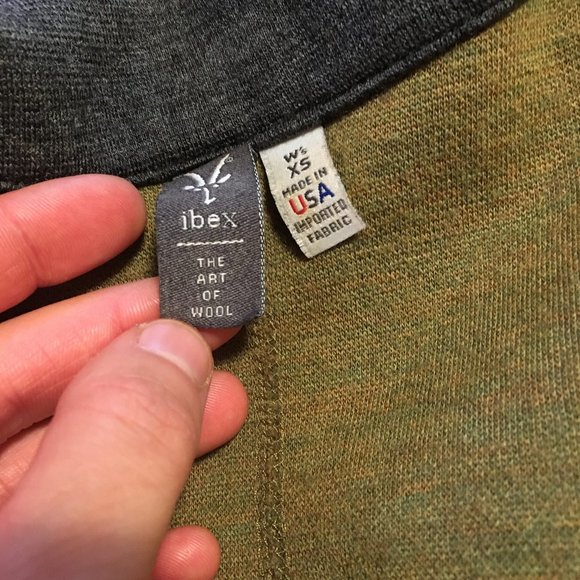 ibex
THE
ART
OF
WOOL
W's
XS
MADE IN
USA
IMPORTED
FABRIC